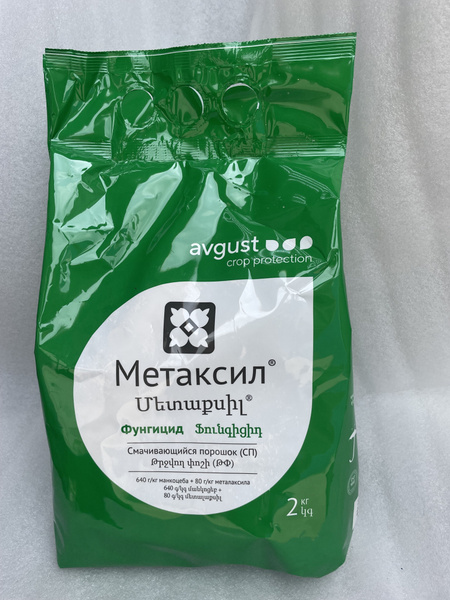 avgust
crop protection
Метаксил®
Մետաքսիլ®
Фунгицид Ֆունգիցիդ
Смачивающийся порошок (СП)
Թրջվող փոշի (ԹՓ)
640 г/кг манкоцеба + 80 г/кг металаксила
640 գ/կգ մանկոցեբ +
80 գ/կգ մետալաքսիլ
2 кг
կգ